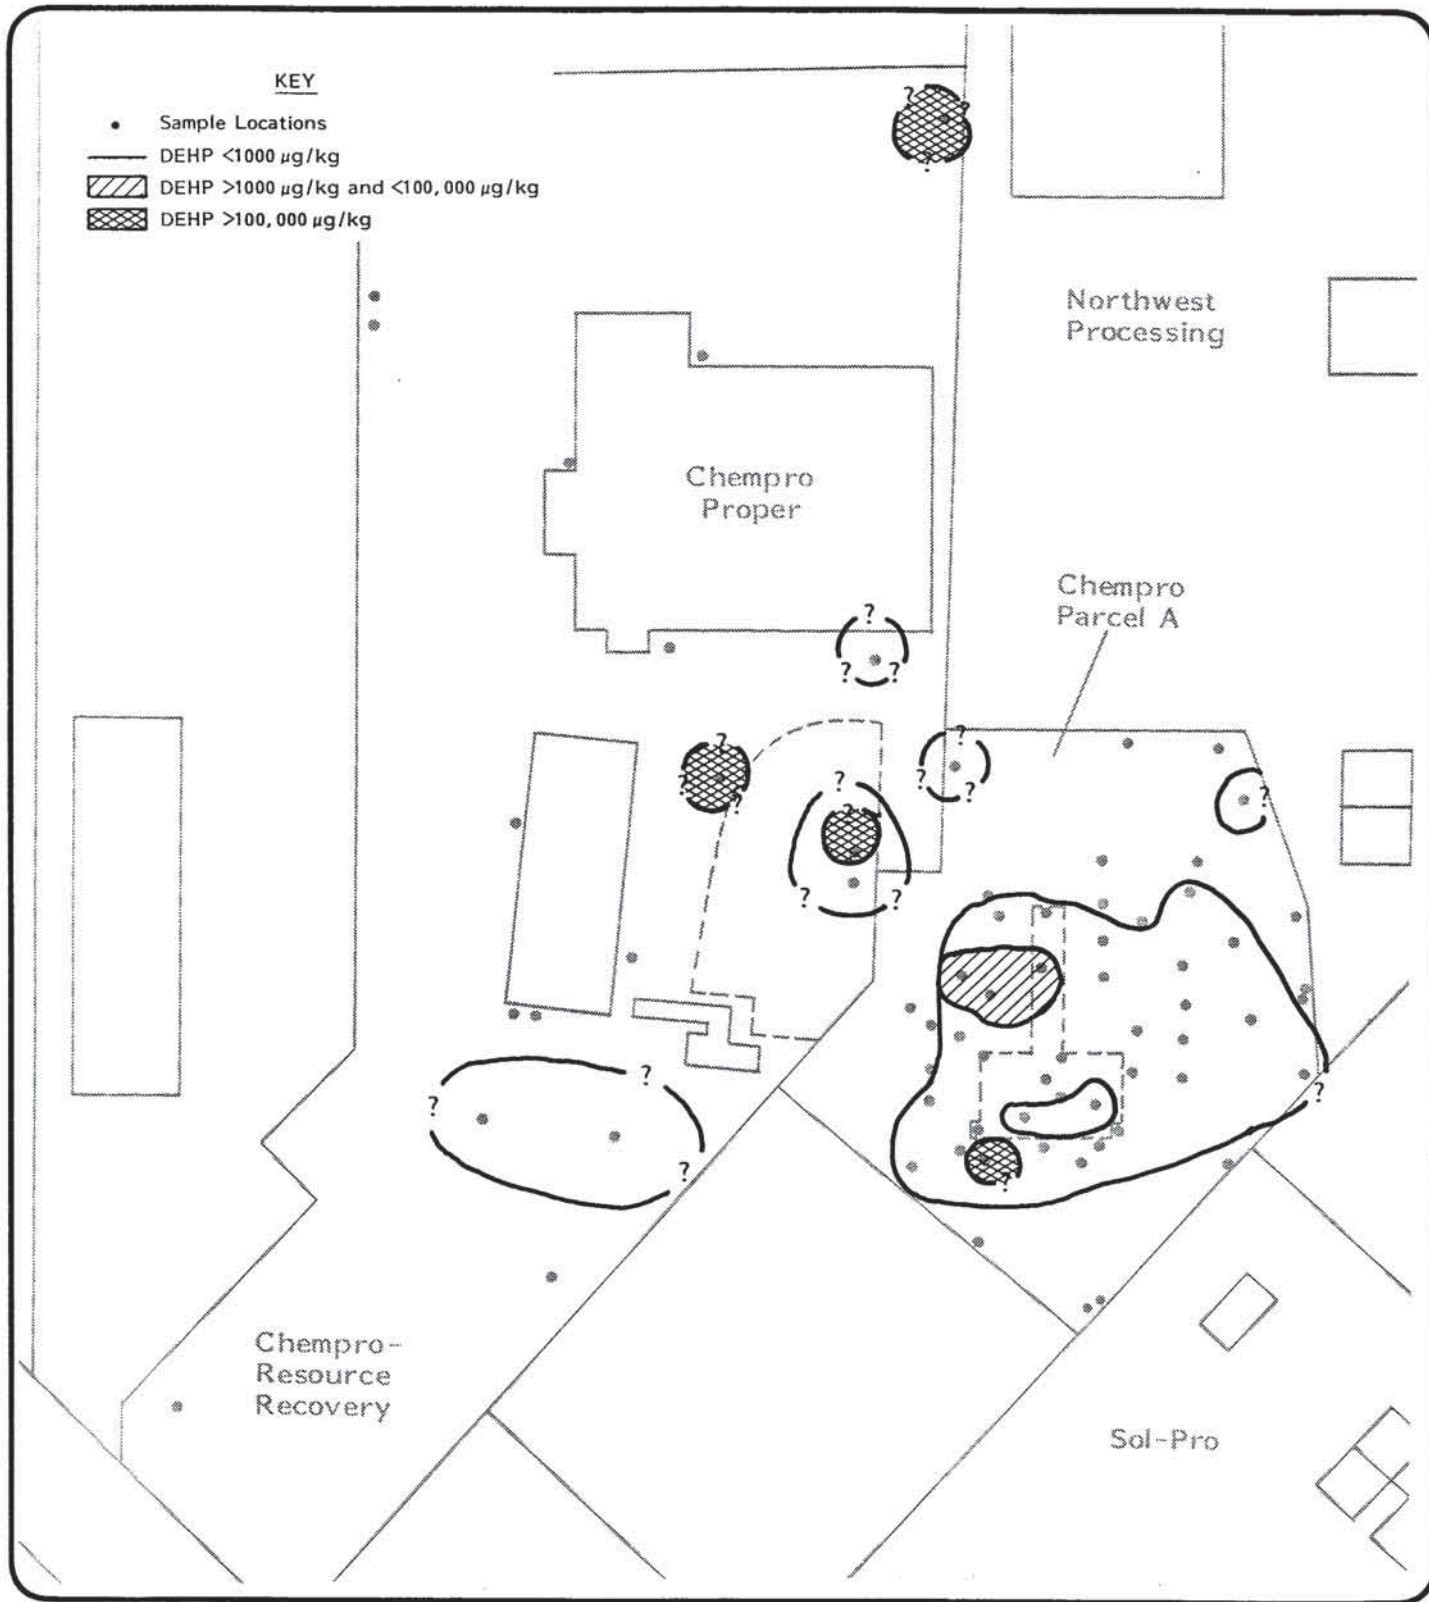 KEY
Sample Locations
DEHP <1000 µg/kg
DEHP >1000 µg/kg and <100,000 µg/kg
DEHP >100,000 µg/kg
? ?
?
Northwest
Processing
Chempro
Proper
Chempro
Parcel A
?
? ?
?
? ?
?
? ?
?
?
?
? ?
?
?
?
?
?
?
Chempro-
Resource
Recovery
Sol-Pro